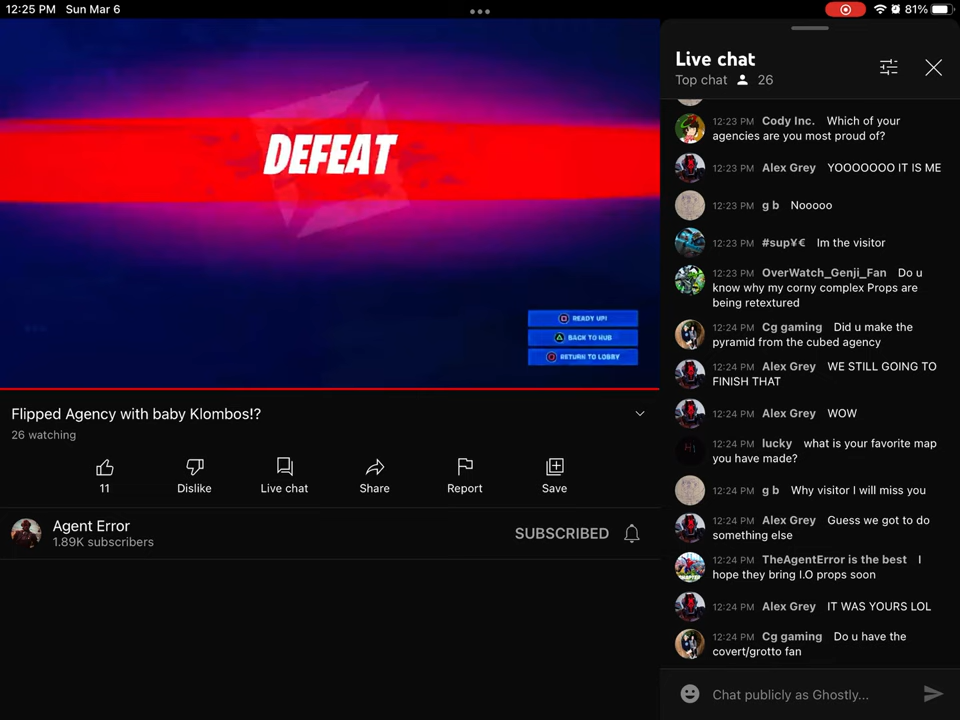 12:25 PM Sun Mar 6
81%
DEFEAT
READY UP!
BACK TO HUB
RETURN TO LOBBY
Flipped Agency with baby Klombos!?
26 watching
11
Dislike
Live chat
Share
Report
Save
Agent Error
1.89K subscribers
SUBSCRIBED
Live chat
Top chat 26
12:23 PM Cody Inc. Which of your
agencies are you most proud of?
12:23 PM Alex Grey YOOOOOOO IT IS ME
12:23 PM g b Nooooo
12:23 PM #sup¥€ Im the visitor
12:23 PM OverWatch_Genji_Fan Do u
know why my corny complex Props are
being retextured
12:24 PM Cg gaming Did u make the
pyramid from the cubed agency
12:24 PM Alex Grey WE STILL GOING TO
FINISH THAT
12:24 PM Alex Grey WOW
Hi
12:24 PM lucky what is your favorite map
you have made?
12:24 PM g b Why visitor I will miss you
12:24 PM Alex Grey Guess we got to do
something else
12:24 PM TheAgentError is the best I
hope they bring I.O props soon
12:24 PM Alex Grey IT WAS YOURS LOL
12:24 PM Cg gaming Do u have the
covert/grotto fan
Chat publicly as Ghostly...